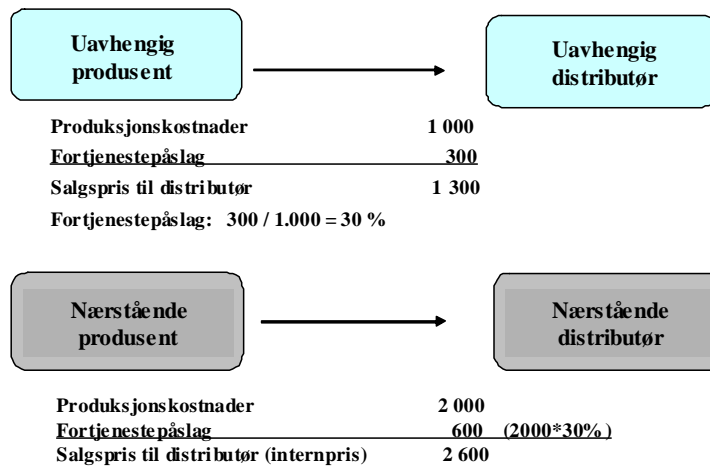 Uavhengig
produsent
Uavhengig
distributør
Produksjonskostnader 1 000
Fortjenestepåslag 300
Salgspris til distributør 1 300
Fortjenestepåslag: 300 / 1.000 = 30 %
Nærstående
produsent
Nærstående
distributør
Produksjonskostnader 2 000
Fortjenestepåslag 600 (2000*30%)
Salgspris til distributør (internpris) 2 600